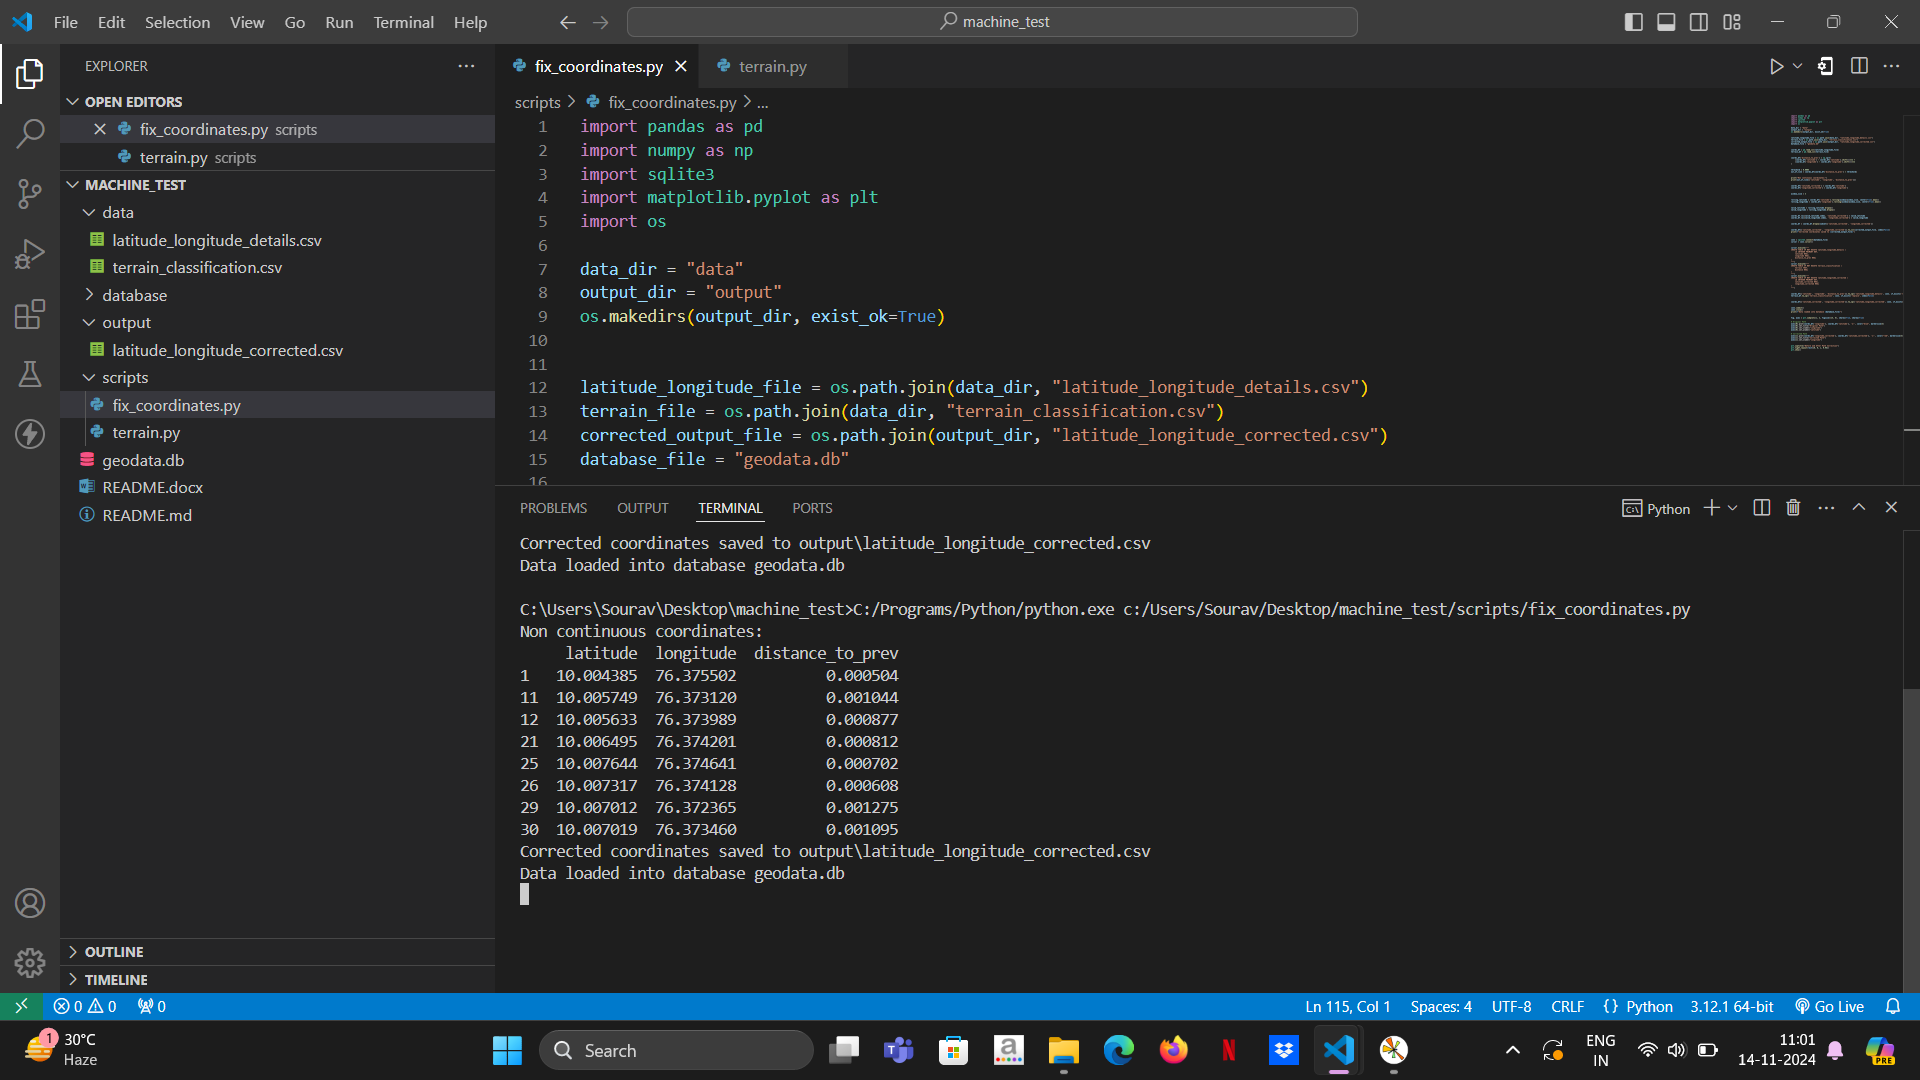 File Edit Selection View Go Run Terminal Help
machine_test
EXPLORER
OPEN EDITORS
fix_coordinates.py scripts
terrain.py scripts
MACHINE_TEST
data
latitude_longitude_details.csv
terrain_classification.csv
database
output
latitude_longitude_corrected.csv
scripts
fix_coordinates.py
terrain.py
geodata.db
README.docx
README.md
OUTLINE
TIMELINE
fix_coordinates.py
terrain.py
scripts > fix_coordinates.py > ...
1 import pandas as pd
2 import numpy as np
3 import sqlite3
4 import matplotlib.pyplot as plt
5 import os
6
7 data_dir = "data"
8 output_dir = "output"
9 os.makedirs(output_dir, exist_ok=True)
10
11
12 latitude_longitude_file = os.path.join(data_dir, "latitude_longitude_details.csv")
13 terrain_file = os.path.join(data_dir, "terrain_classification.csv")
14 corrected_output_file = os.path.join(output_dir, "latitude_longitude_corrected.csv")
15 database_file = "geodata.db"
16
PROBLEMS OUTPUT TERMINAL PORTS
Python
Corrected coordinates saved to output\latitude_longitude_corrected.csv
Data loaded into database geodata.db
C:\Users\Sourav\Desktop\machine_test>C:/Programs/Python/python.exe c:/Users/Sourav/Desktop/machine_test/scripts/fix_coordinates.py
Non continuous coordinates:
latitude longitude distance_to_prev
1 10.004385 76.375502 0.000504
11 10.005749 76.373120 0.001044
12 10.005633 76.373989 0.000877
21 10.006495 76.374201 0.000812
25 10.007644 76.374641 0.000702
26 10.007317 76.374128 0.000608
29 10.007012 76.372365 0.001275
30 10.007019 76.373460 0.001095
Corrected coordinates saved to output\latitude_longitude_corrected.csv
Data loaded into database geodata.db
0 0 0
Ln 115, Col 1 Spaces: 4 UTF-8 CRLF {} Python 3.12.1 64-bit Go Live
1
30°C
Haze
Search
ENG
IN
11:01
14-11-2024
PRE